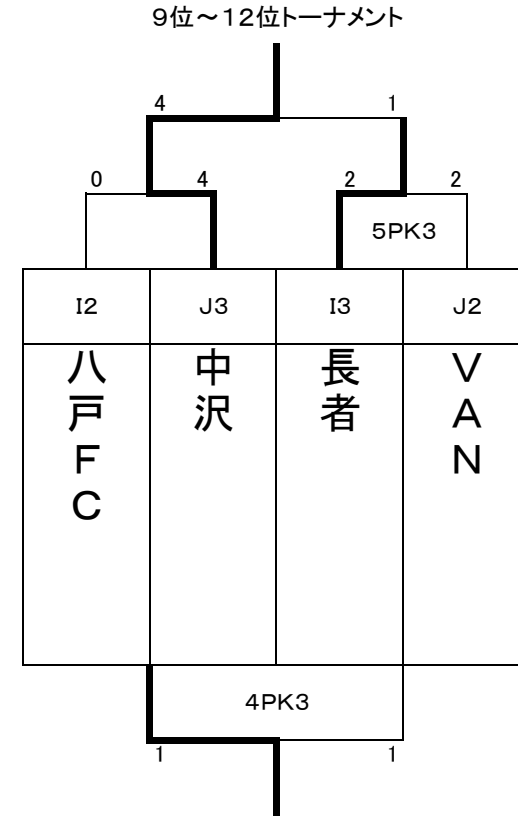 ９位～１２位トーナメント
4 1
0 4 2 2
５PK３
I2 J3 I3 J2
八戸ＦＣ
中沢
長者
ＶＡＮ
４PK３
1 1